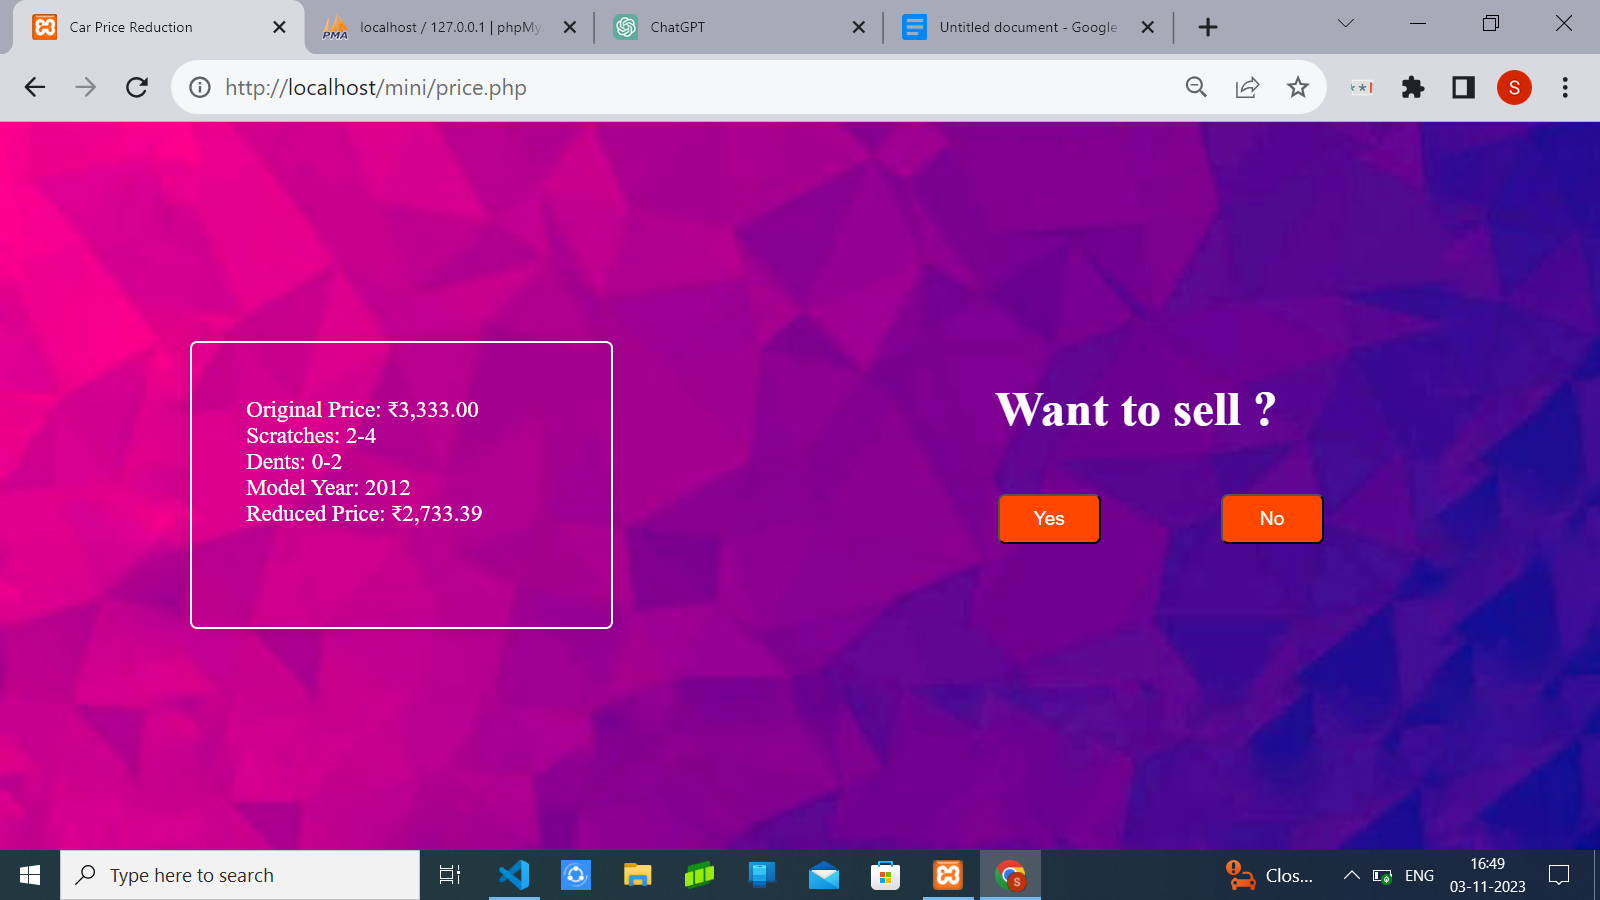 Car Price Reduction
localhost / 127.0.0.1 | phpMy
ChatGPT
Untitled document - Google
http://localhost/mini/price.php
S
Original Price: ₹3,333.00
Scratches: 2-4
Dents: 0-2
Model Year: 2012
Reduced Price: ₹2,733.39
Want to sell ?
Yes
No
Type here to search
S
Clos...
ENG
16:49
03-11-2023
PMA